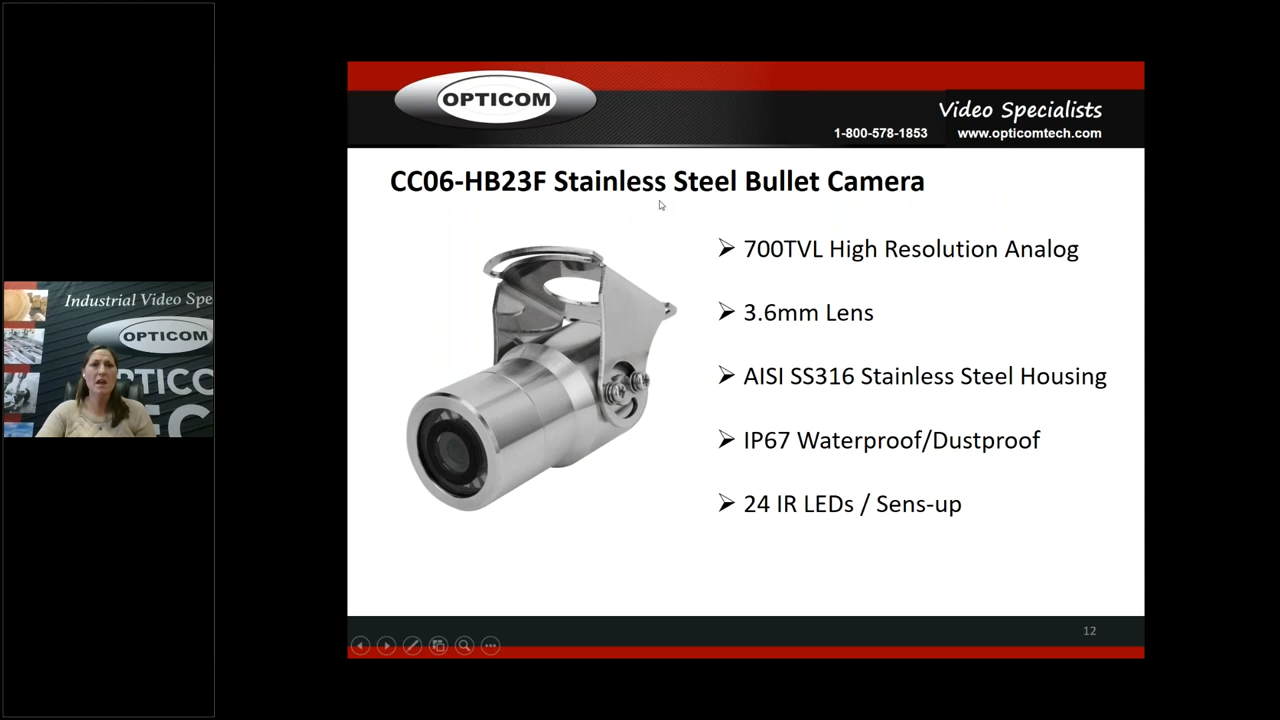 OPTICOM
Video Specialists
1-800-578-1853 www.opticomtech.com
CC06-HB23F Stainless Steel Bullet Camera
700TVL High Resolution Analog
3.6mm Lens
AISI SS316 Stainless Steel Housing
IP67 Waterproof/Dustproof
24 IR LEDs / Sens-up
12
Industrial Video Spe
OPTICOM
PTICO
EC